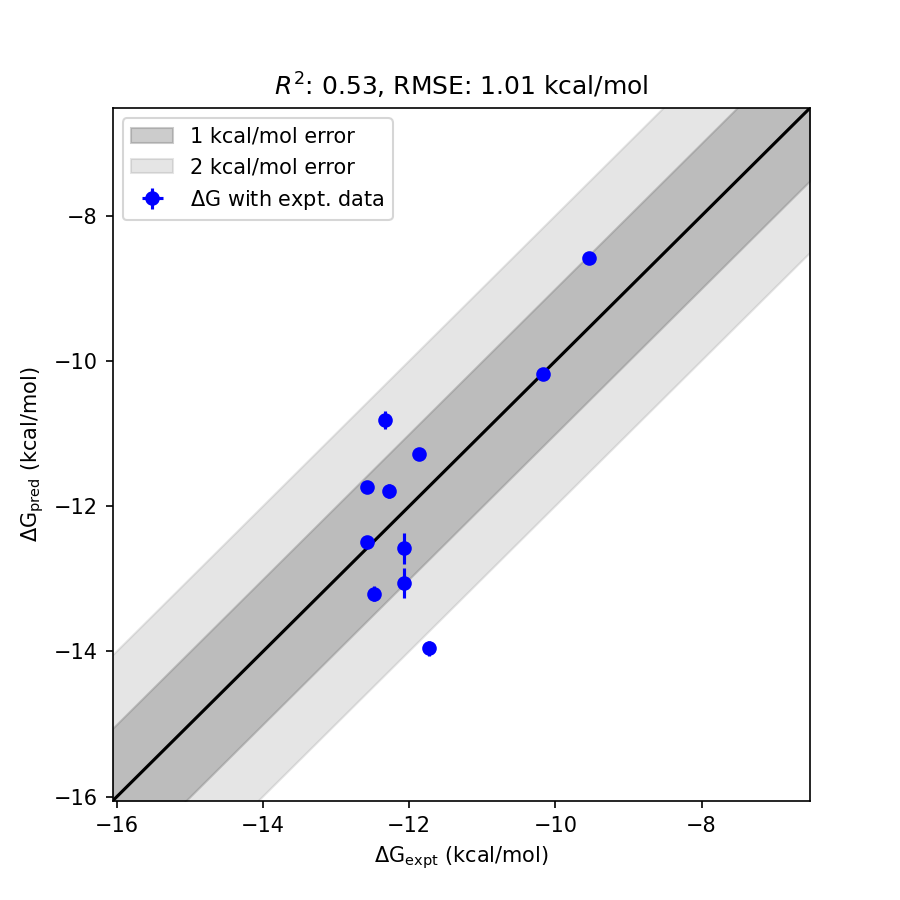 R²: 0.53, RMSE: 1.01 kcal/mol
1 kcal/mol error
2 kcal/mol error
ΔG with expt. data
−8
−10
−12
−14
−16
ΔGpred (kcal/mol)
−16
−14
−12
−10
−8
ΔGexpt (kcal/mol)